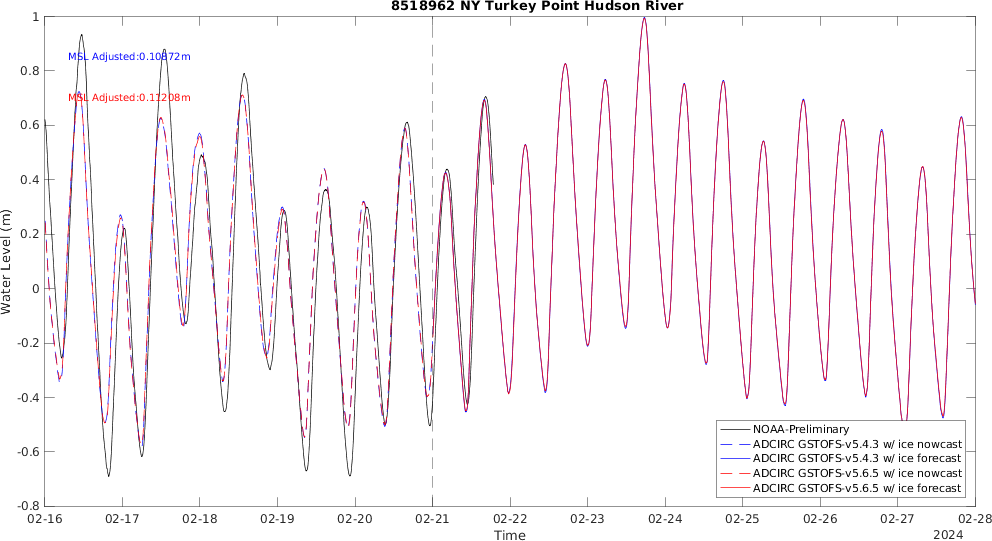 8518962 NY Turkey Point Hudson River
MSL Adjusted:0.10872m
MSL Adjusted:0.11208m
Water Level (m)
1
0.8
0.6
0.4
0.2
0
-0.2
-0.4
-0.6
-0.8
NOAA-Preliminary
ADCIRC GSTOFS-v5.4.3 w/ ice nowcast
ADCIRC GSTOFS-v5.4.3 w/ ice forecast
ADCIRC GSTOFS-v5.6.5 w/ ice nowcast
ADCIRC GSTOFS-v5.6.5 w/ ice forecast
02-16 02-17 02-18 02-19 02-20 02-21 02-22 02-23 02-24 02-25 02-26 02-27 02-28
Time
2024